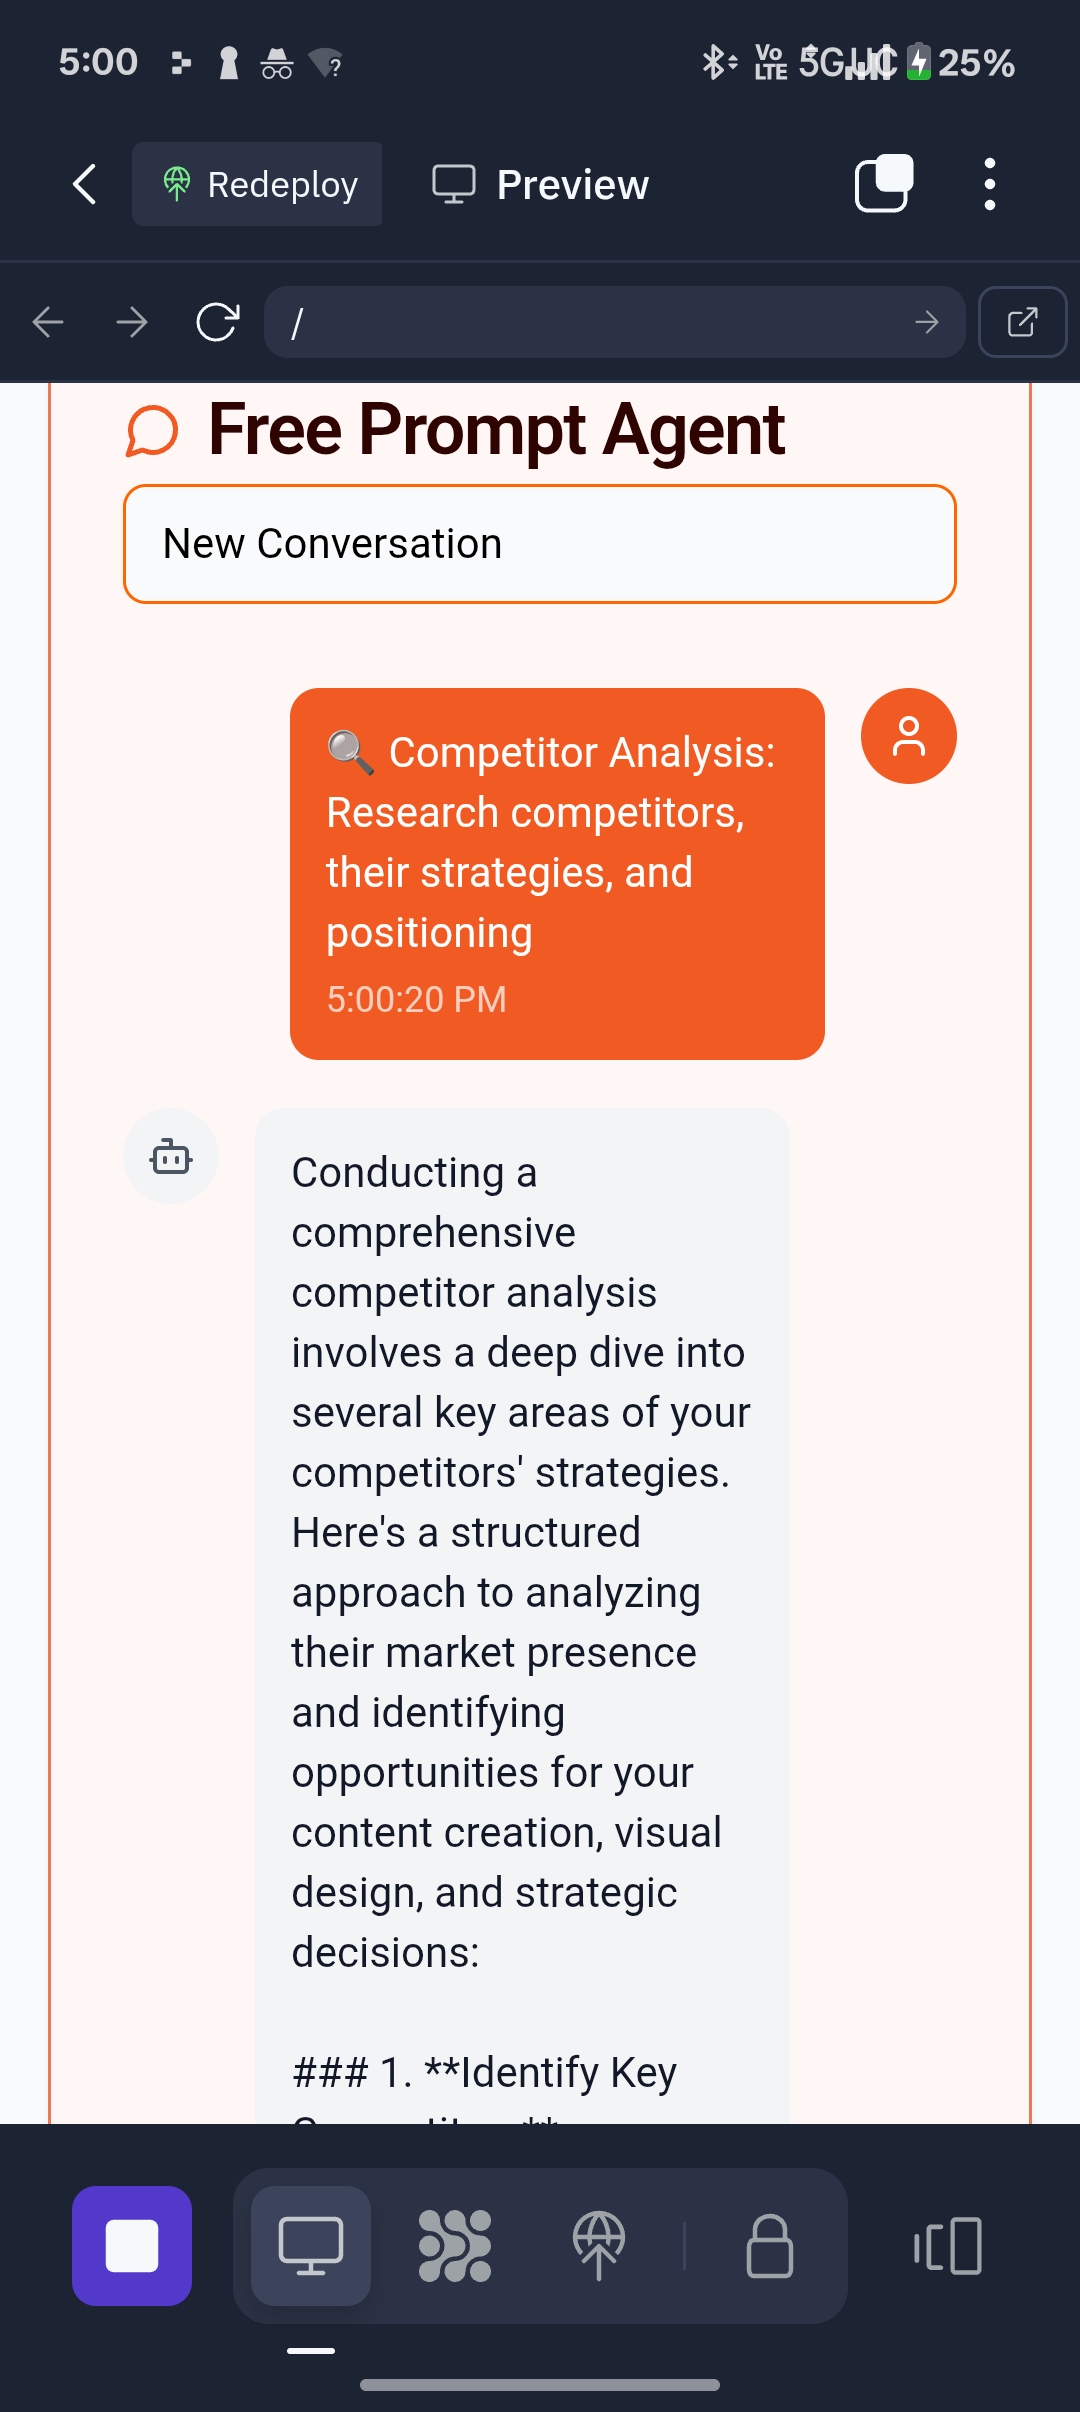 5:00
Vo
LTE
5G UC
25%
Redeploy
Preview
/
Free Prompt Agent
New Conversation
🔍 Competitor Analysis:
Research competitors,
their strategies, and
positioning
5:00:20 PM
Conducting a
comprehensive
competitor analysis
involves a deep dive into
several key areas of your
competitors' strategies.
Here's a structured
approach to analyzing
their market presence
and identifying
opportunities for your
content creation, visual
design, and strategic
decisions:
### 1. **Identify Key